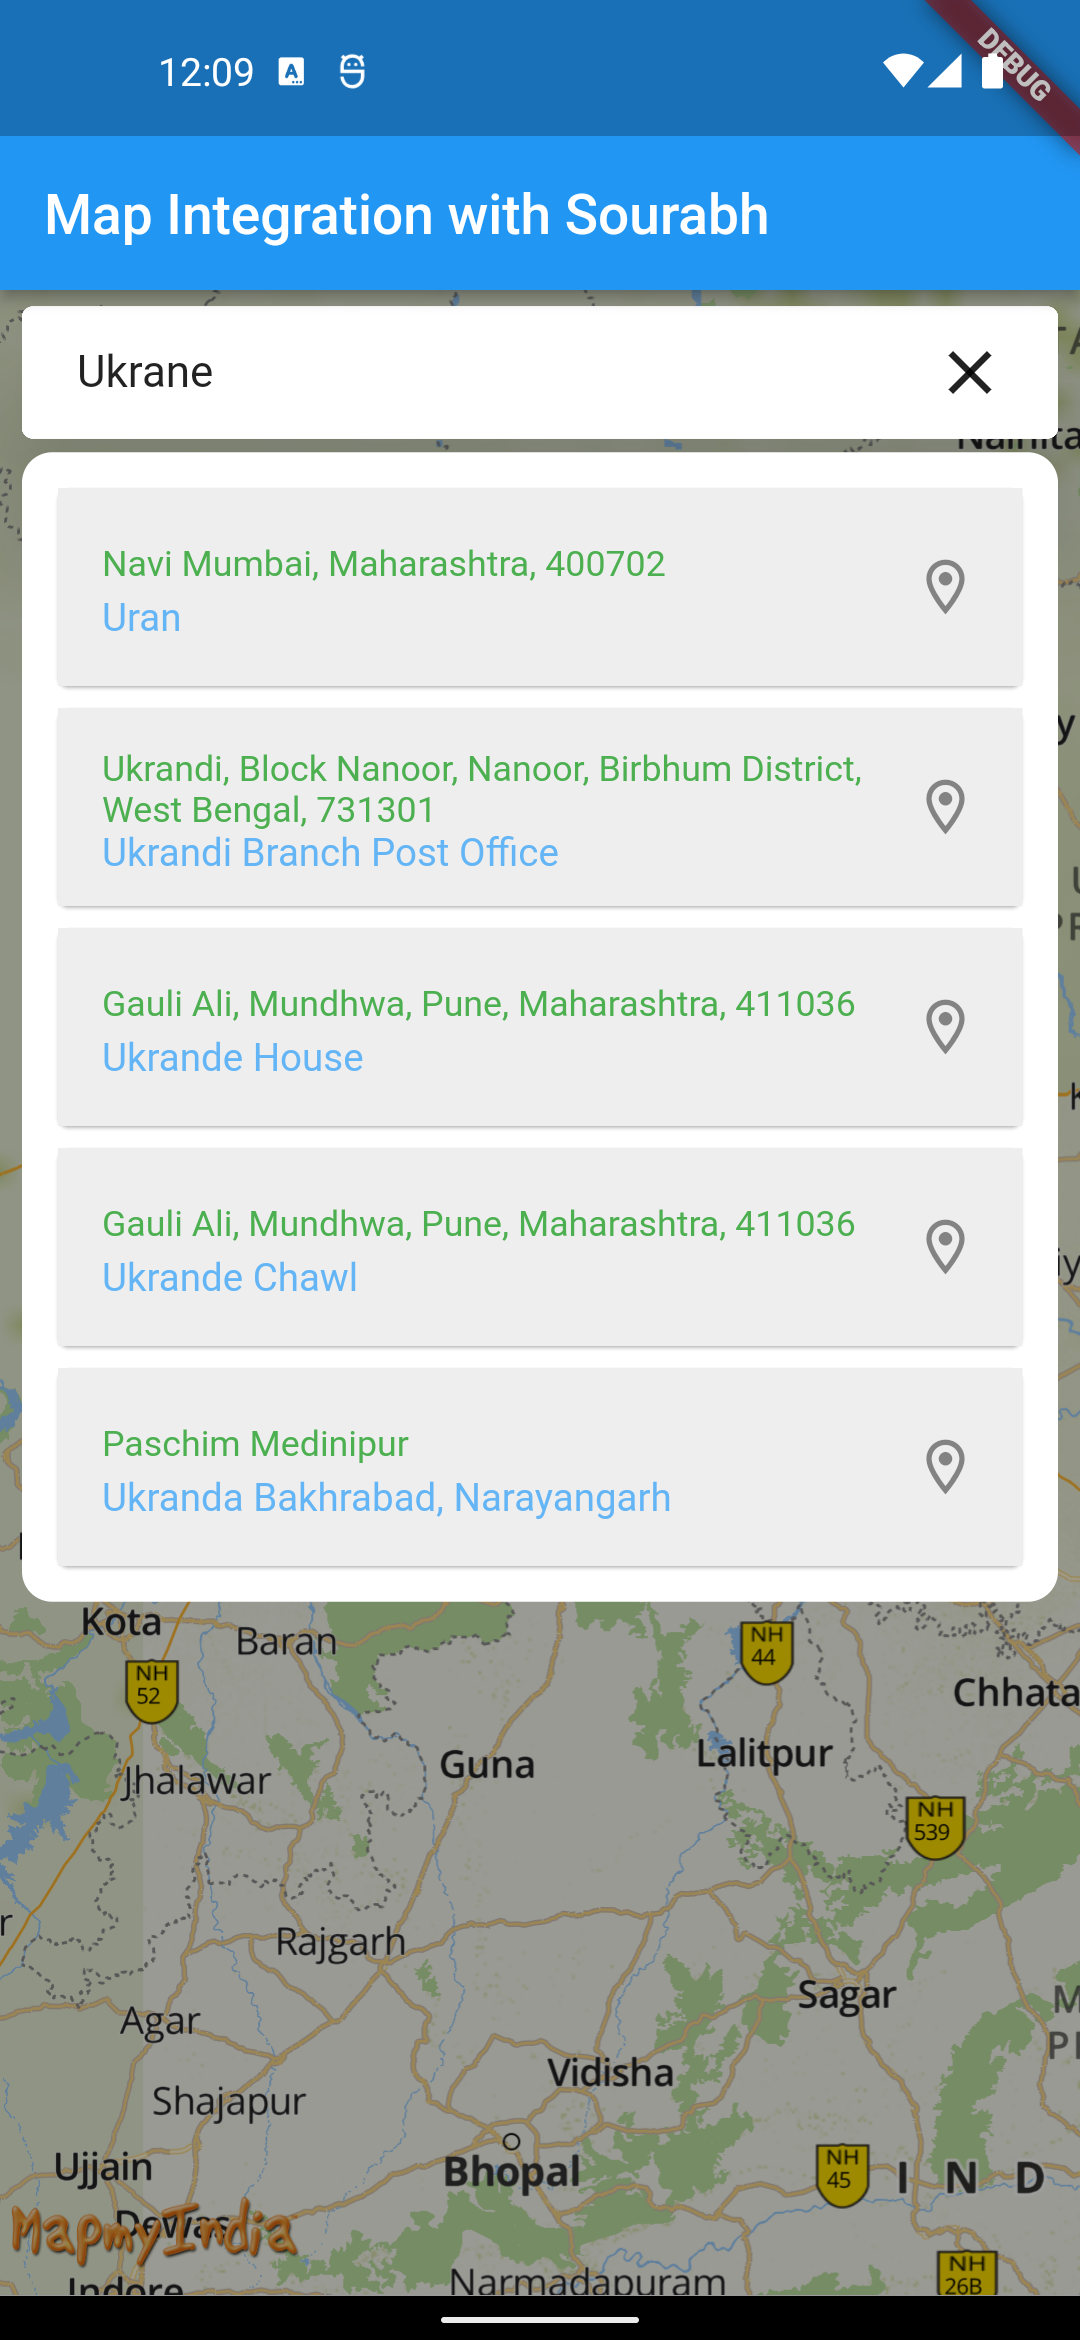 12:09
DEBUG
Map Integration with Sourabh
Ukrane
Navi Mumbai, Maharashtra, 400702
Uran
Ukrandi, Block Nanoor, Nanoor, Birbhum District,
West Bengal, 731301
Ukrandi Branch Post Office
Gauli Ali, Mundhwa, Pune, Maharashtra, 411036
Ukrande House
Gauli Ali, Mundhwa, Pune, Maharashtra, 411036
Ukrande Chawl
Paschim Medinipur
Ukranda Bakhrabad, Narayangarh
Kota
Baran
NH
44
NH
52
Chhata
Lalitpur
Guna
Jhalawar
NH
539
Rajgarh
Sagar
Agar
Vidisha
Shajapur
Ujjain
Bhopal
NH
45
I N D
MapmyIndia
Dewas
Indore
Narmadapuram
NH
26B